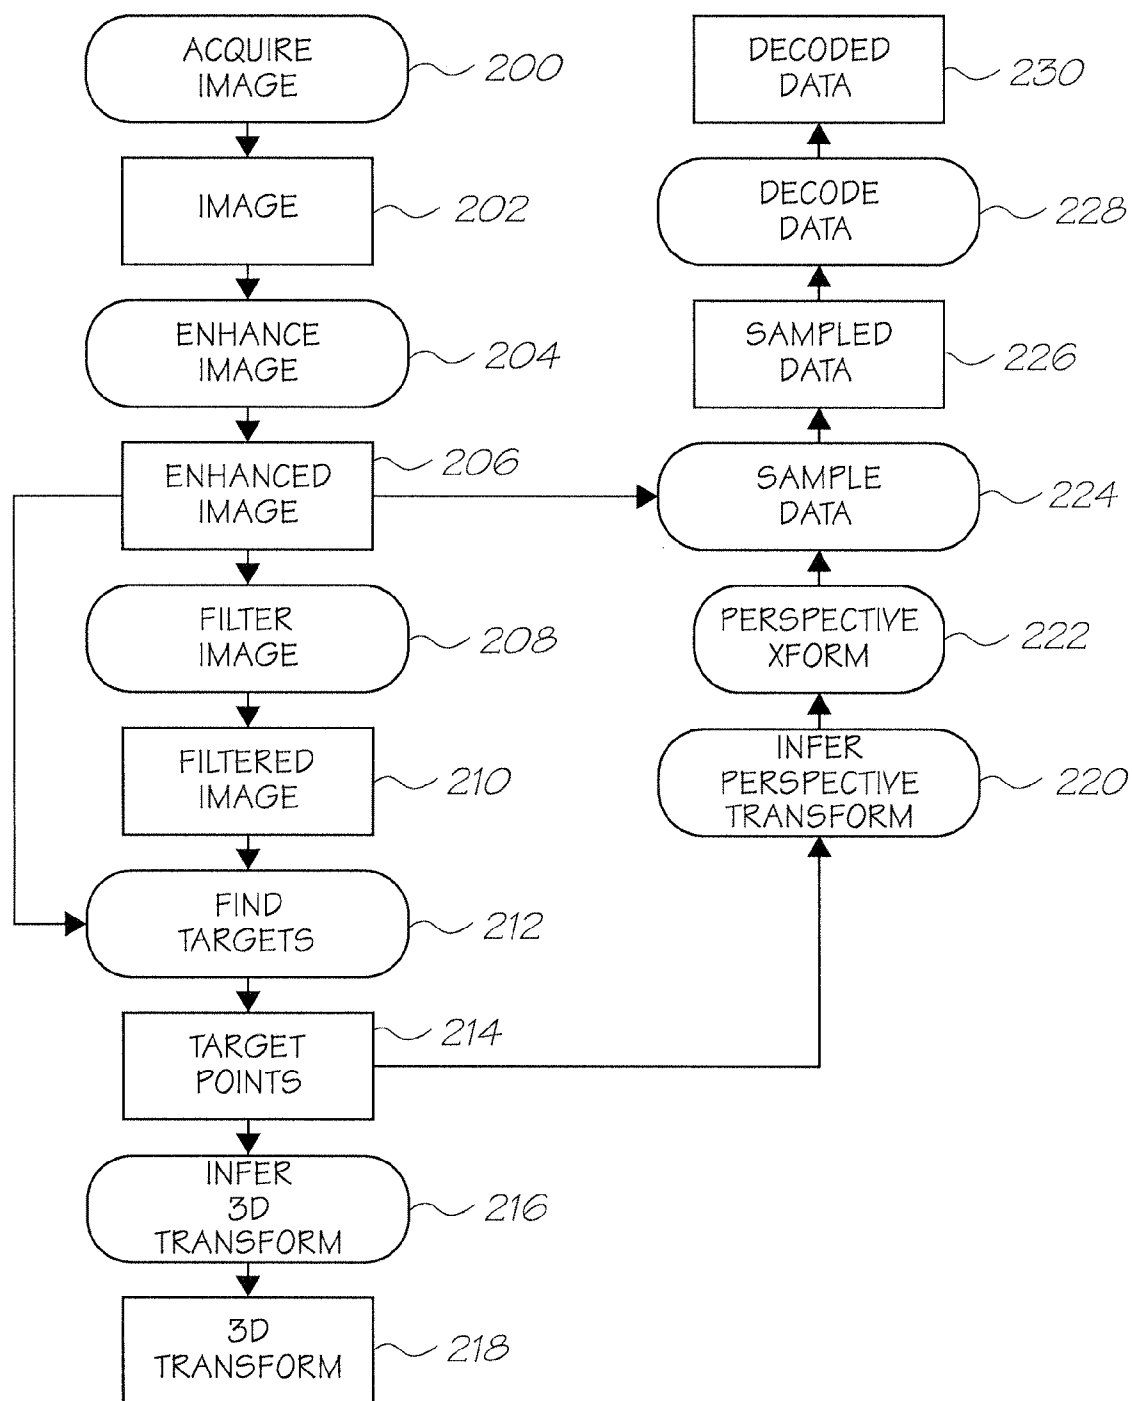 ACQUIRE
IMAGE
200
IMAGE
202
ENHANCE
IMAGE
204
ENHANCED
IMAGE
206
FILTER
IMAGE
208
FILTERED
IMAGE
210
FIND
TARGETS
212
TARGET
POINTS
214
INFER
3D
TRANSFORM
216
3D
TRANSFORM
218
DECODED
DATA
230
DECODE
DATA
228
SAMPLED
DATA
226
SAMPLE
DATA
224
PERSPECTIVE
XFORM
222
INFER
PERSPECTIVE
TRANSFORM
220